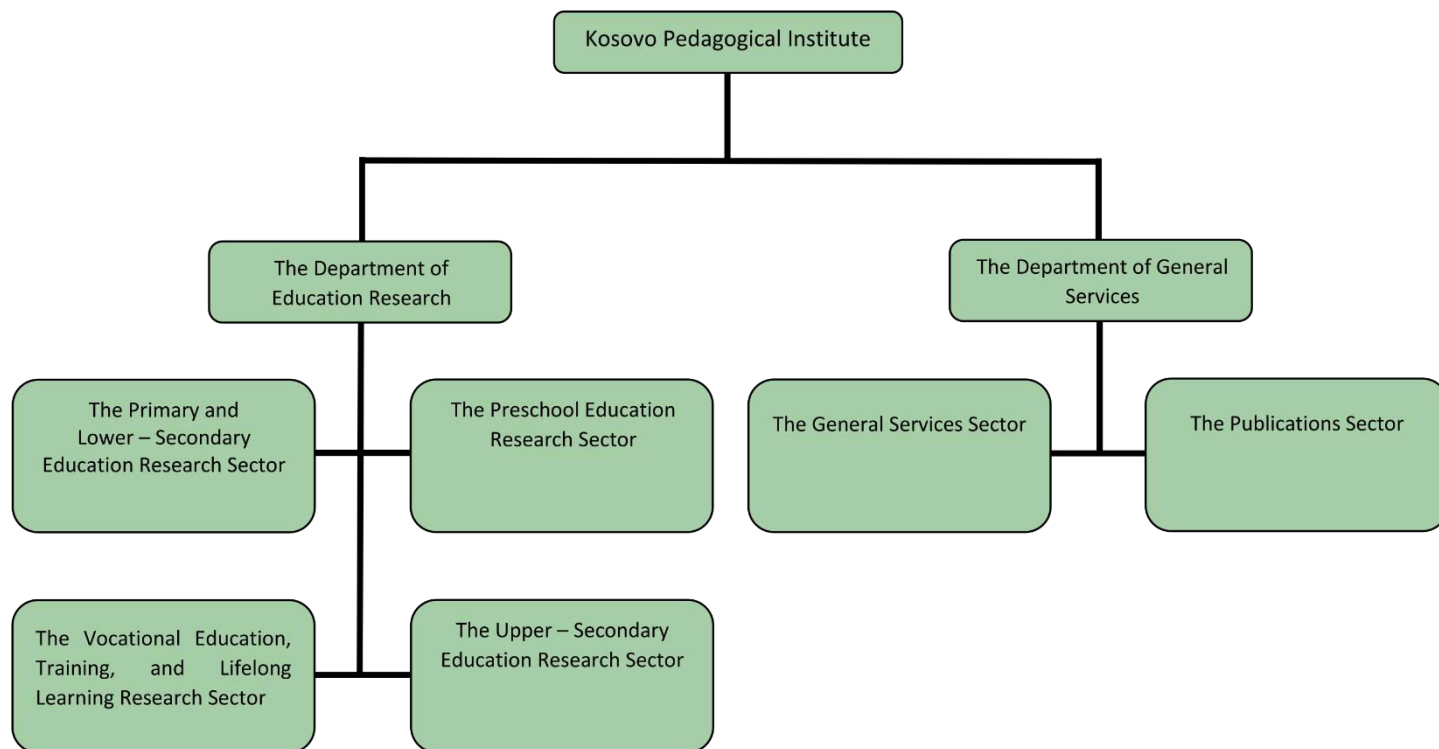 Kosovo Pedagogical Institute
The Department of
Education Research
The Department of General
Services
The Primary and
Lower – Secondary
Education Research Sector
The Preschool Education
Research Sector
The General Services Sector
The Publications Sector
The Vocational Education,
Training, and Lifelong
Learning Research Sector
The Upper – Secondary
Education Research Sector